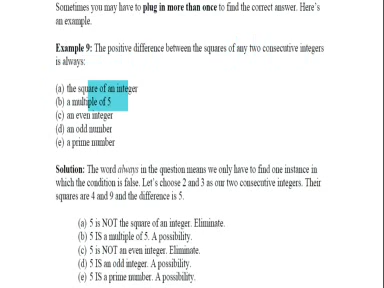 Sometimes you may have to plug in more than once to find the correct answer. Here's
an example.
Example 9: The positive difference between the squares of any two consecutive integers
is always:
(a) the square of an integer
(b) a multiple of 5
(c) an even integer
(d) an odd number
(e) a prime number
Solution: The word always in the question means we only have to find one instance in
which the condition is false. Let's choose 2 and 3 as our two consecutive integers. Their
squares are 4 and 9 and the difference is 5.
(a) 5 is NOT the square of an integer. Eliminate.
(b) 5 IS a multiple of 5. A possibility.
(c) 5 is NOT an even integer. Eliminate.
(d) 5 IS an odd integer. A possibility.
(e) 5 IS a prime number. A possibility.